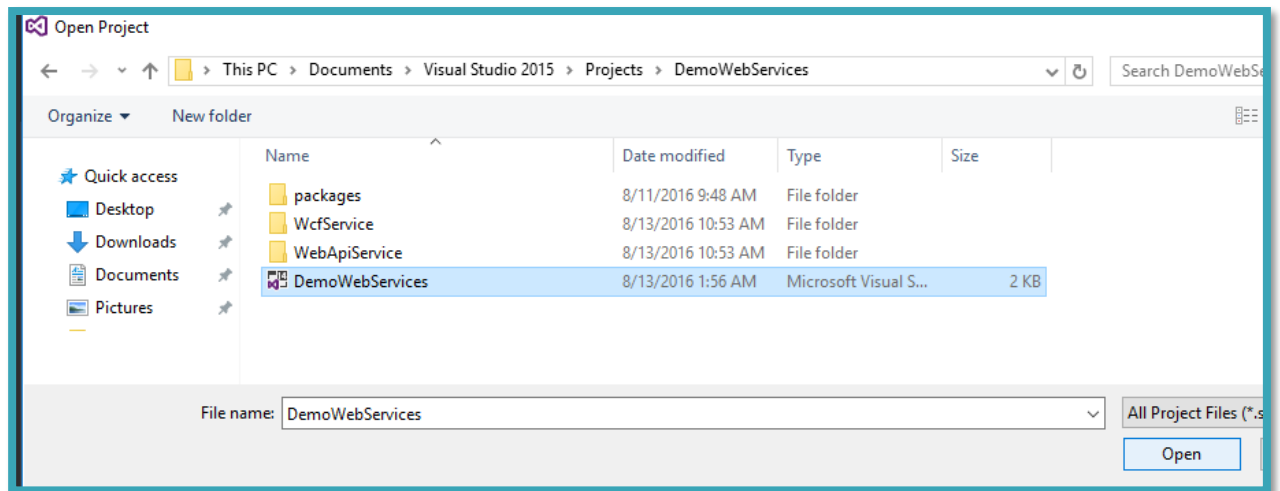 Open Project
This PC > Documents > Visual Studio 2015 > Projects > DemoWebServices
Search DemoWebSe
Organize
New folder
Name Date modified Type Size
Quick access
Desktop
Downloads
Documents
Pictures
packages 8/11/2016 9:48 AM File folder
WcfService 8/13/2016 10:53 AM File folder
WebApiService 8/13/2016 10:53 AM File folder
DemoWebServices 8/13/2016 1:56 AM Microsoft Visual S... 2 KB
File name: DemoWebServices
All Project Files (*.s
Open